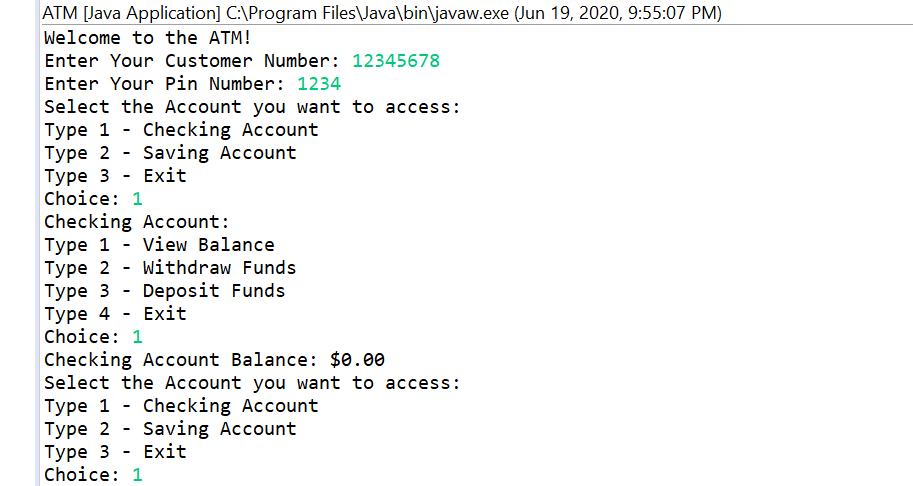 ATM [Java Application] C:\Program Files\Java\bin\javaw.exe (Jun 19, 2020, 9:55:07 PM)
Welcome to the ATM!
Enter Your Customer Number: 12345678
Enter Your Pin Number: 1234
Select the Account you want to access:
Type 1 - Checking Account
Type 2 - Saving Account
Type 3 - Exit
Choice: 1
Checking Account:
Type 1 - View Balance
Type 2 - Withdraw Funds
Type 3 - Deposit Funds
Type 4 - Exit
Choice: 1
Checking Account Balance: $0.00
Select the Account you want to access:
Type 1 - Checking Account
Type 2 - Saving Account
Type 3 - Exit
Choice: 1